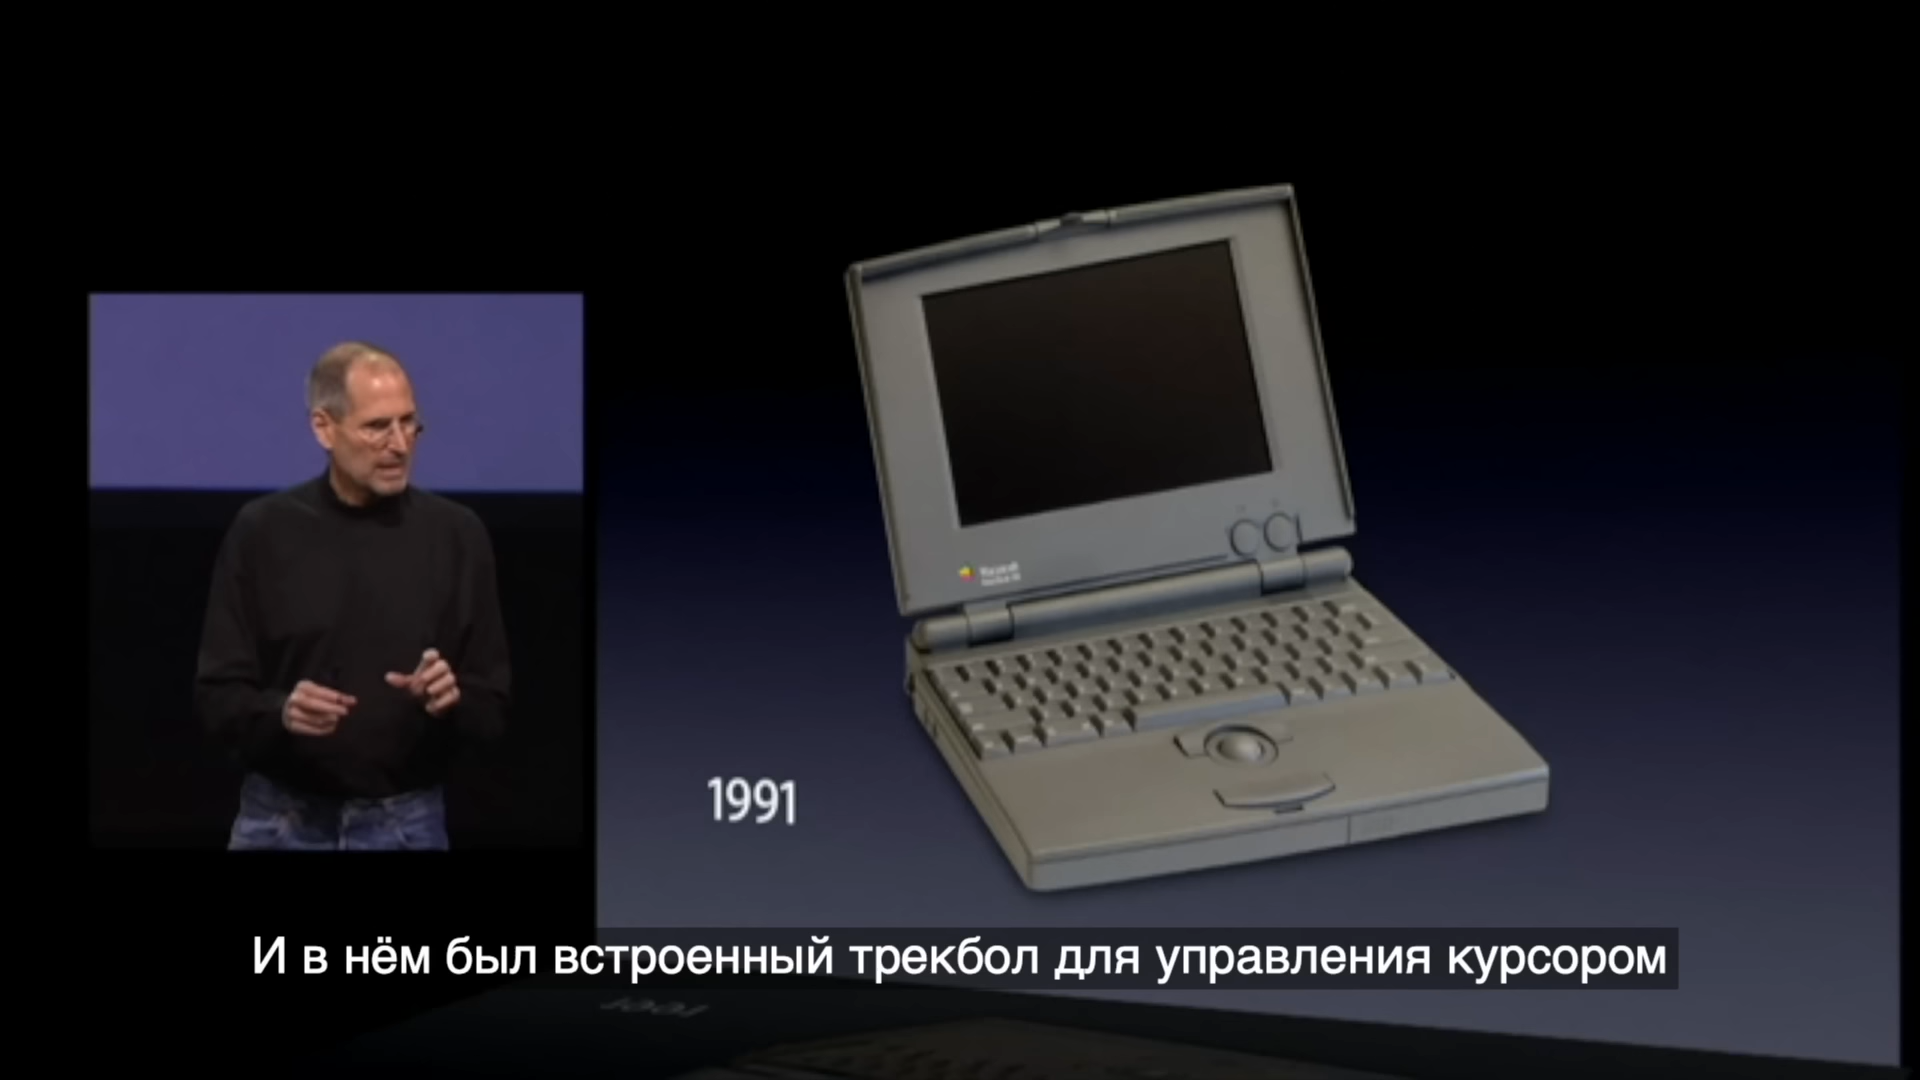 1991
И в нём был встроенный трекбол для управления курсором